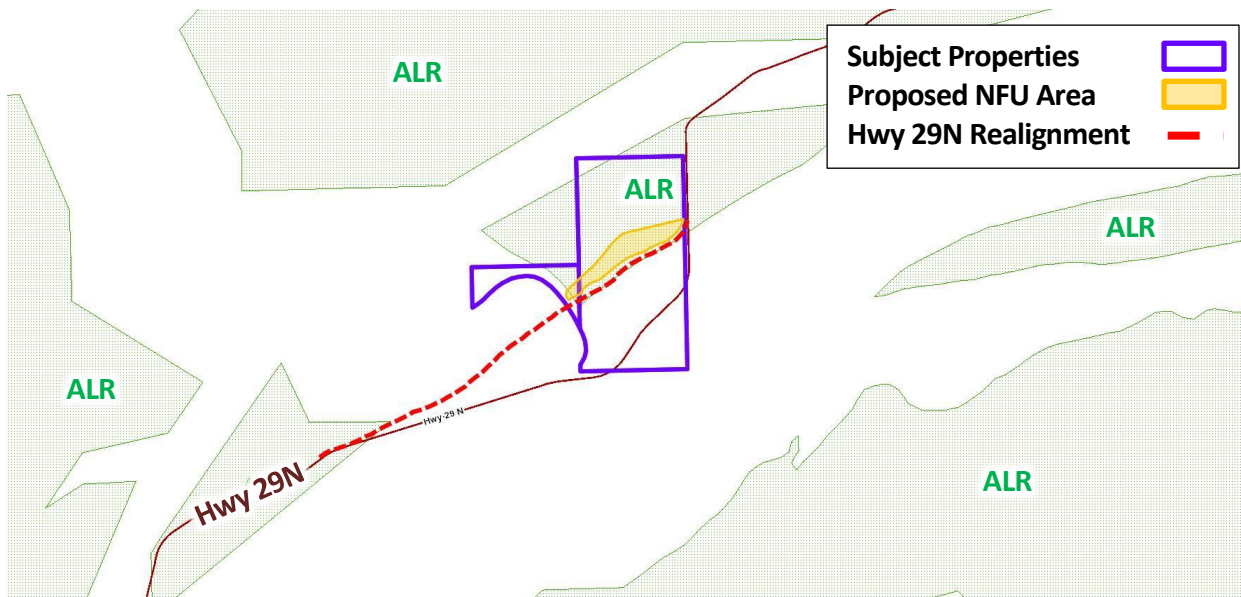 Subject Properties
Proposed NFU Area
Hwy 29N Realignment
ALR
ALR
ALR
ALR
Hwy-29 N
Hwy 29N
ALR